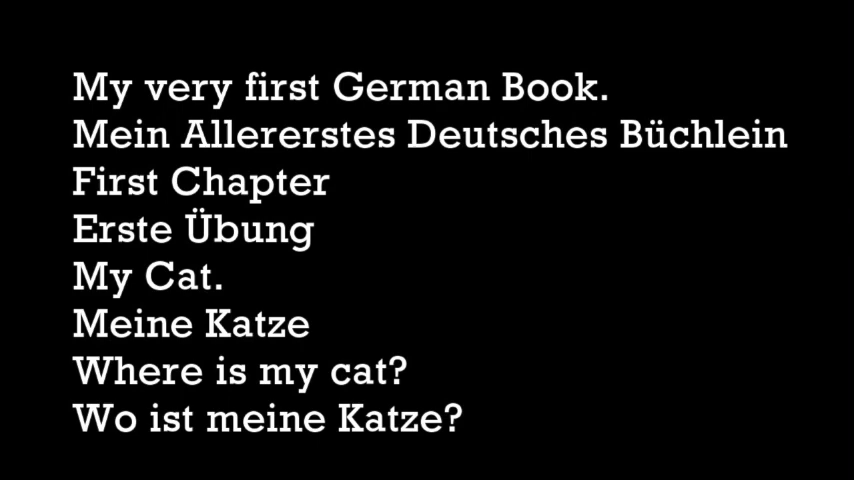 My very first German Book.
Mein Allererstes Deutsches Büchlein
First Chapter
Erste Übung
My Cat.
Meine Katze
Where is my cat?
Wo ist meine Katze?